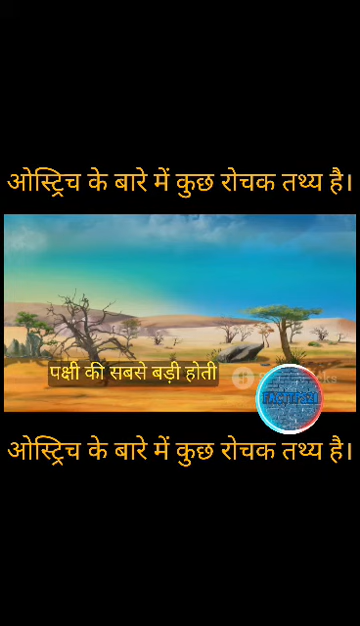 ओस्ट्रिच के बारे में कुछ रोचक तथ्य है।
पक्षी की सबसे बड़ी होती
ओस्ट्रिच के बारे में कुछ रोचक तथ्य है।